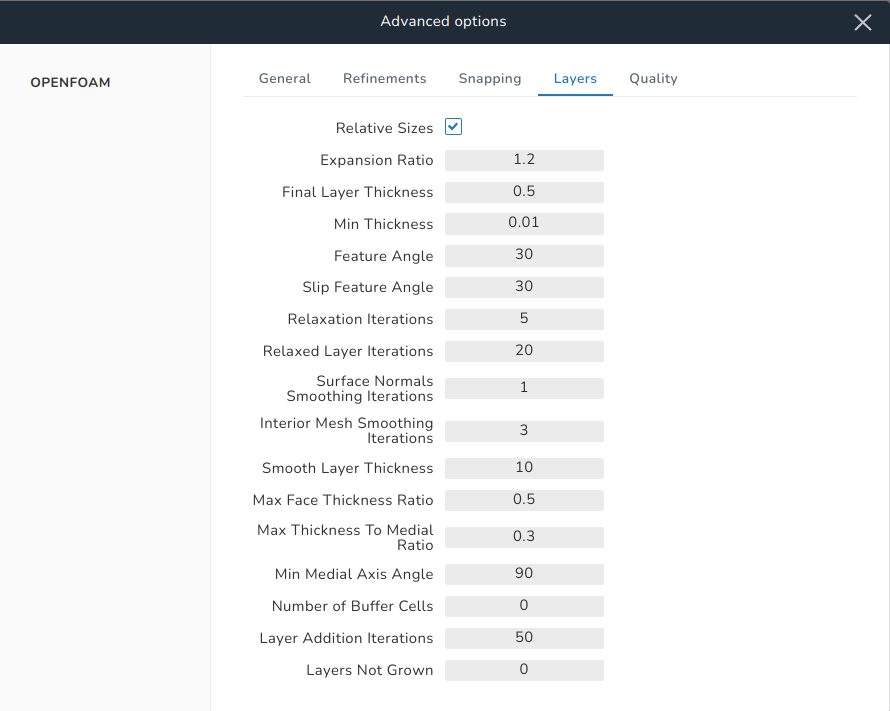 Advanced options
OPENFOAM
General Refinements Snapping Layers Quality
Relative Sizes
Expansion Ratio 1.2
Final Layer Thickness 0.5
Min Thickness 0.01
Feature Angle 30
Slip Feature Angle 30
Relaxation Iterations 5
Relaxed Layer Iterations 20
Surface Normals
Smoothing Iterations 1
Interior Mesh Smoothing
Iterations 3
Smooth Layer Thickness 10
Max Face Thickness Ratio 0.5
Max Thickness To Medial
Ratio 0.3
Min Medial Axis Angle 90
Number of Buffer Cells 0
Layer Addition Iterations 50
Layers Not Grown 0